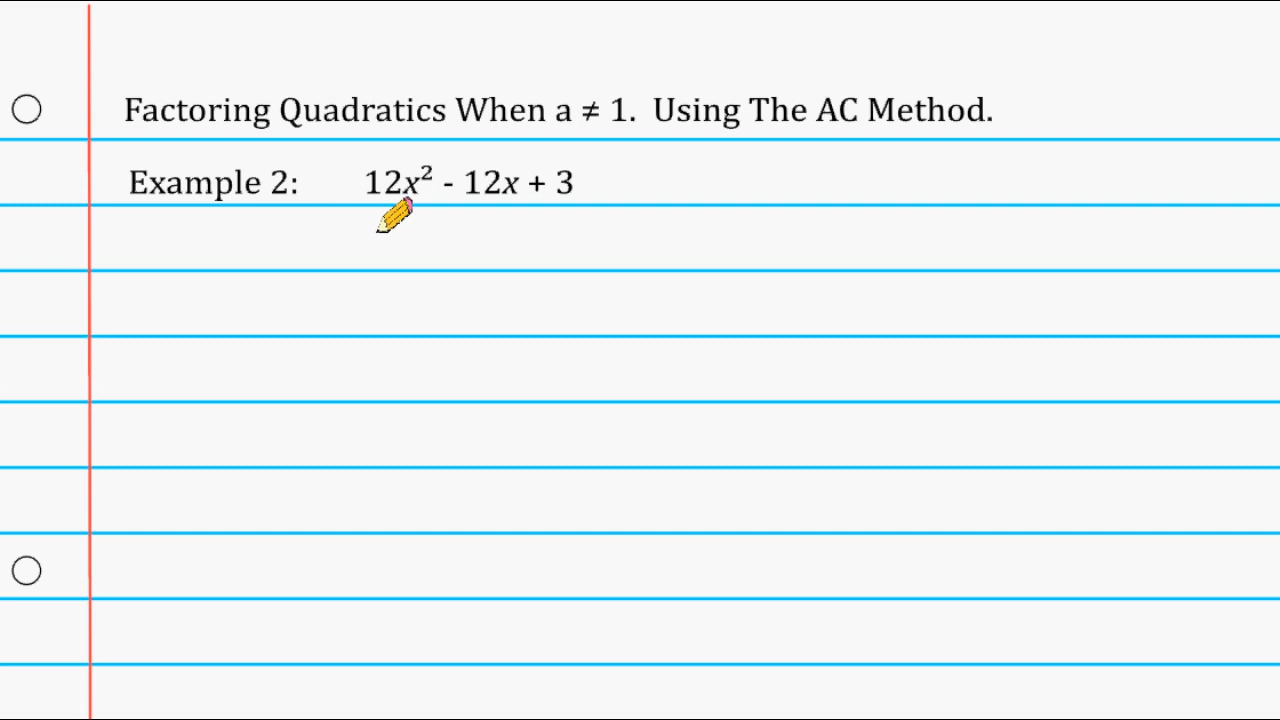 Factoring Quadratics When a ≠ 1.  Using The AC Method.
Example 2: 12x² - 12x + 3